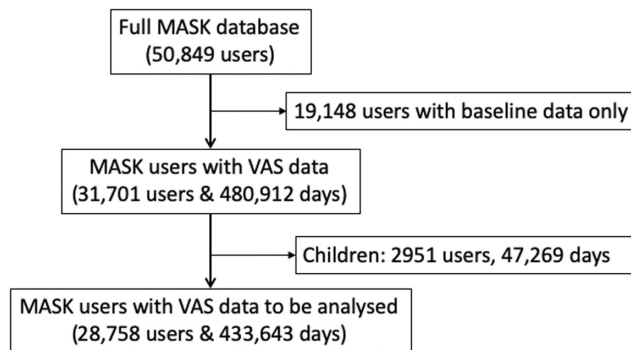 Full MASK database
(50,849 users)
19,148 users with baseline data only
MASK users with VAS data
(31,701 users & 480,912 days)
Children: 2951 users, 47,269 days
MASK users with VAS data to be analysed
(28,758 users & 433,643 days)